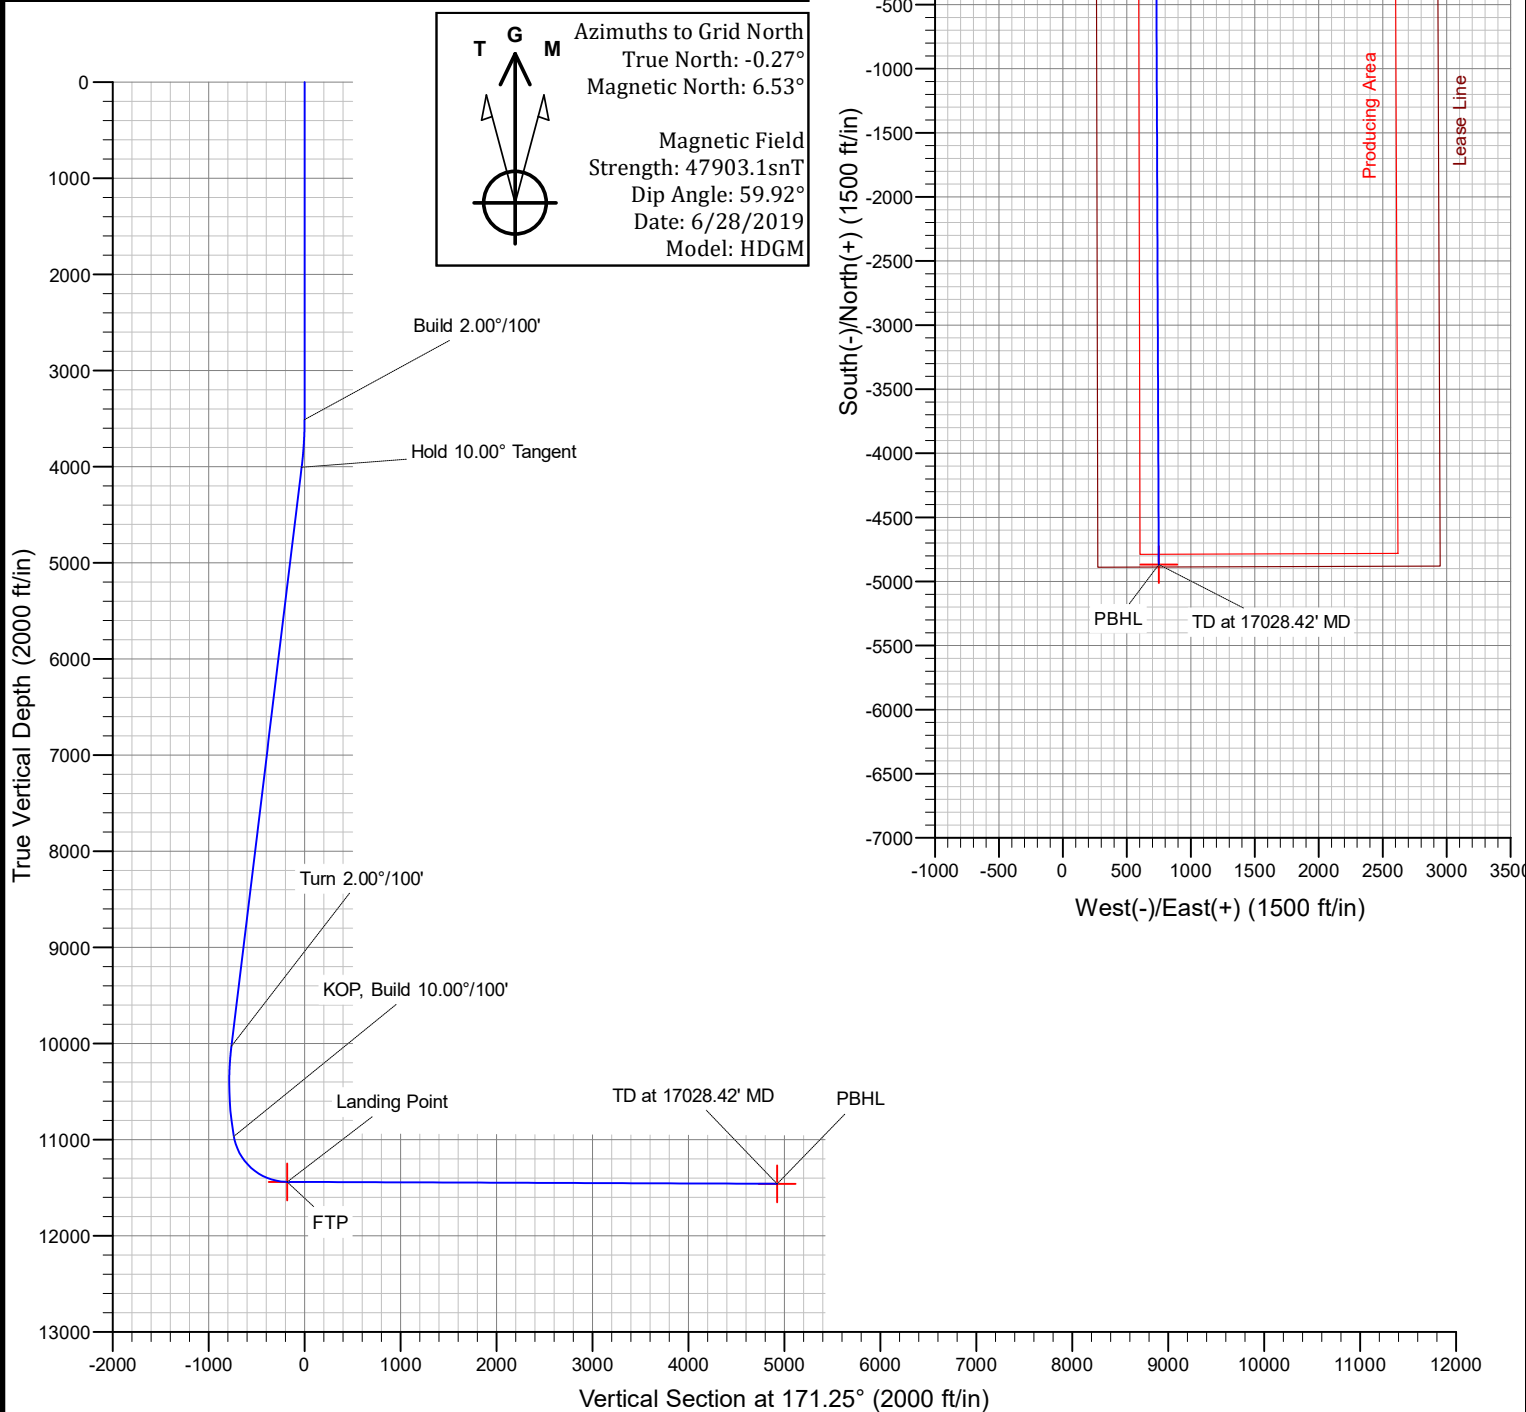 T G M
Azimuths to Grid North
True North: -0.27°
Magnetic North: 6.53°
Magnetic Field
Strength: 47903.1snT
Dip Angle: 59.92°
Date: 6/28/2019
Model: HDGM
True Vertical Depth (2000 ft/in)
0
1000
2000
3000
4000
5000
6000
7000
8000
9000
10000
11000
12000
13000
Build 2.00°/100'
Hold 10.00° Tangent
Turn 2.00°/100'
KOP, Build 10.00°/100'
Landing Point
FTP
TD at 17028.42' MD
PBHL
-2000 -1000 0 1000 2000 3000 4000 5000 6000 7000 8000 9000 10000 11000 12000
Vertical Section at 171.25° (2000 ft/in)
South(-)/North(+) (1500 ft/in)
-500
-1000
-1500
-2000
-2500
-3000
-3500
-4000
-4500
-5000
-5500
-6000
-6500
-7000
Producing Area
Lease Line
PBHL
TD at 17028.42' MD
-1000 -500 0 500 1000 1500 2000 2500 3000 3500
West(-)/East(+) (1500 ft/in)